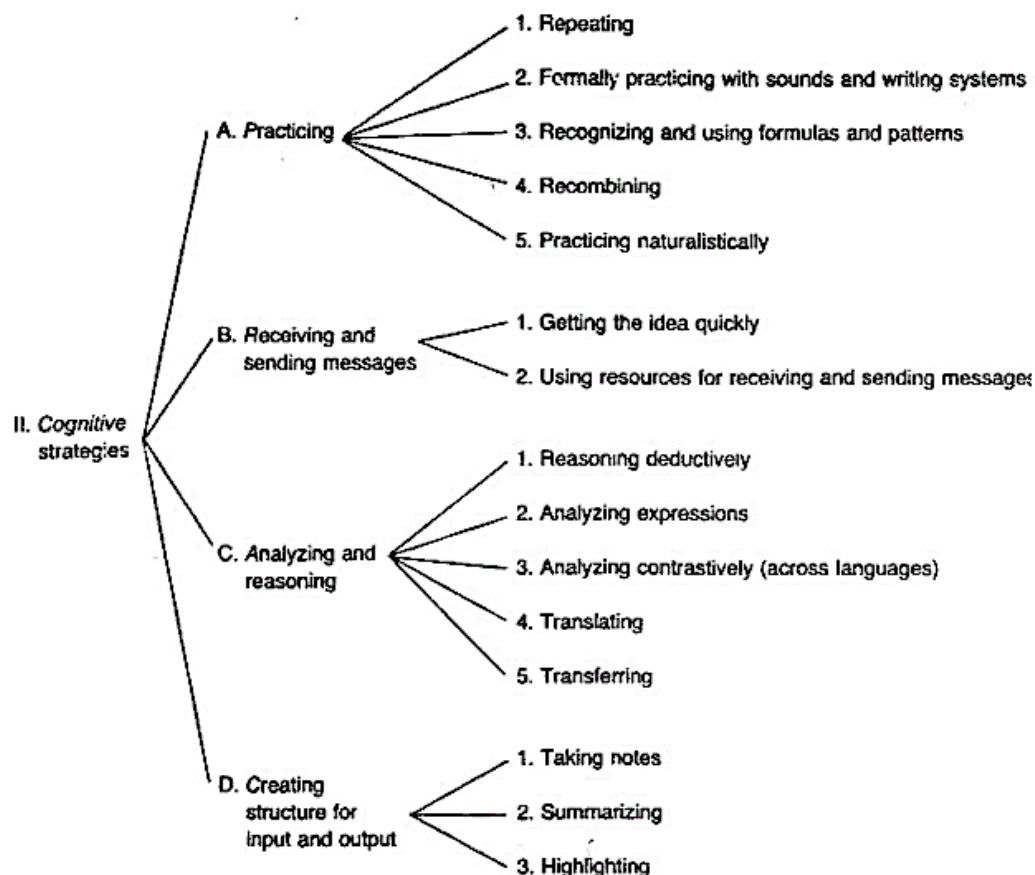 II. Cognitive
strategies
A. Practicing
1. Repeating
2. Formally practicing with sounds and writing systems
3. Recognizing and using formulas and patterns
4. Recombining
5. Practicing naturalistically
B. Receiving and
sending messages
1. Getting the idea quickly
2. Using resources for receiving and sending messages
C. Analyzing and
reasoning
1. Reasoning deductively
2. Analyzing expressions
3. Analyzing contrastively (across languages)
4. Translating
5. Transferring
D. Creating
structure for
input and output
1. Taking notes
2. Summarizing
3. Highlighting